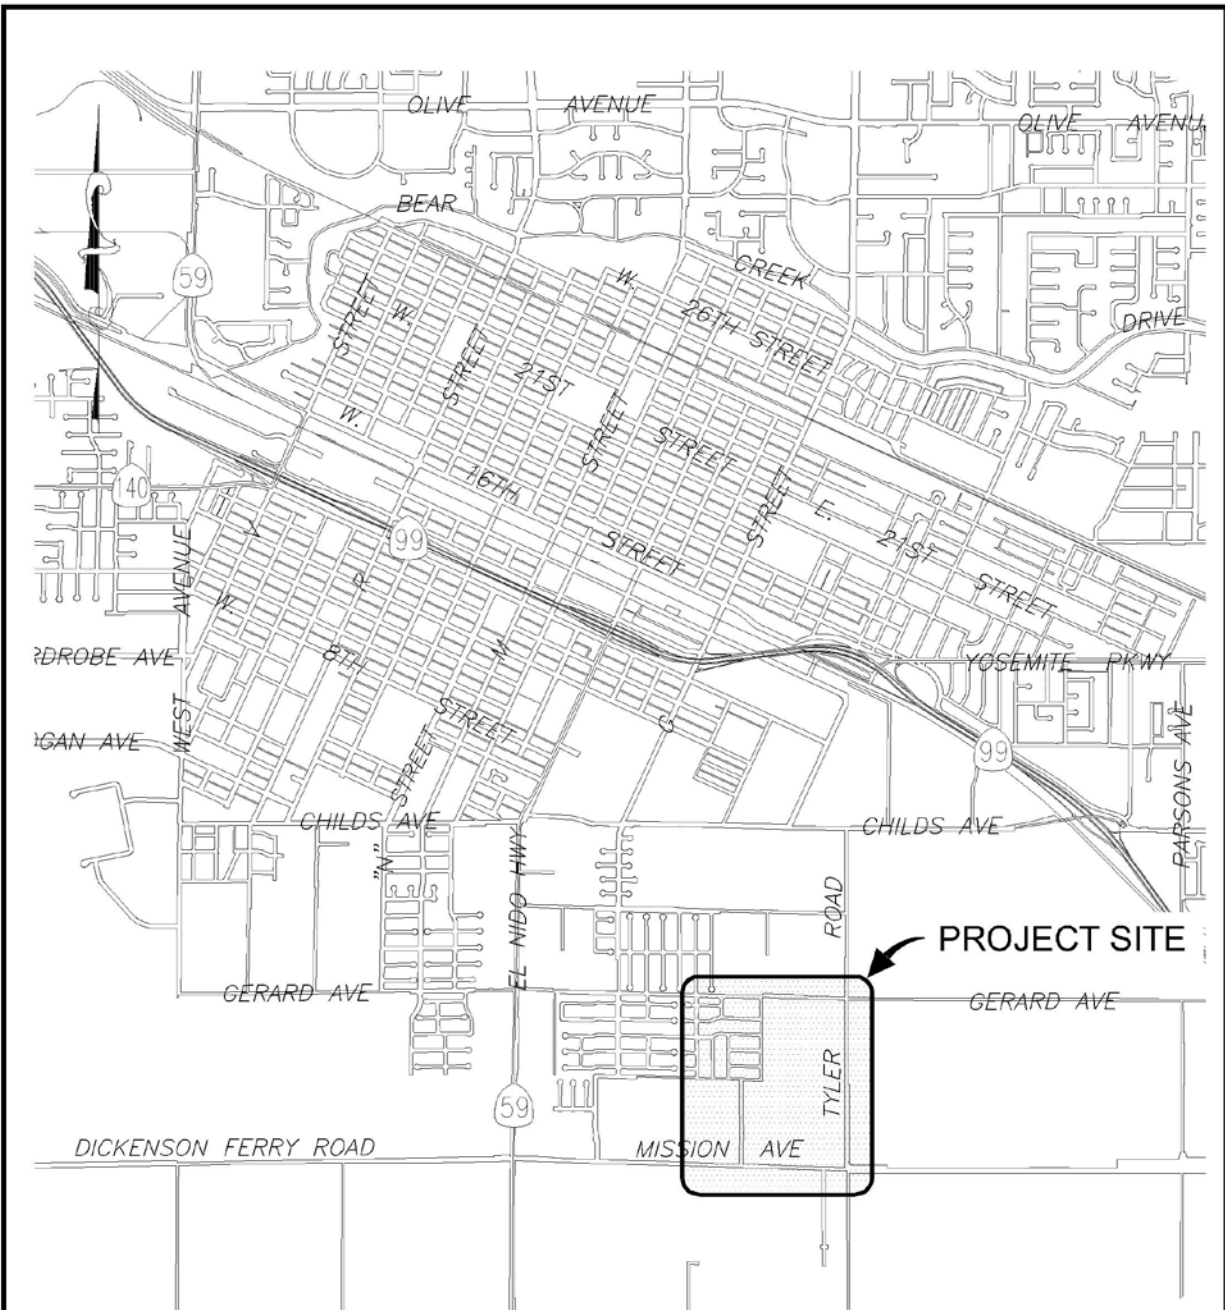 OLIVE AVENUE
OLIVE AVENU
BEAR
CREEK
DRIVE
59
W.
26TH STREET
STREET
W.
STREET
21ST
STREET
W.
STREET
16TH
STREET
STREET
E.
21ST
STREET
G
140
99
V
R
M
G
AVENUE
WEST
W.
8TH
STREET
STREET
RDROBE AVE
OGAN AVE
YOSEMITE PKWY
99
PARSONS AVE
CHILDS AVE
CHILDS AVE
"N"
EL NIDO HWY
ROAD
PROJECT SITE
GERARD AVE
GERARD AVE
TYLER
59
DICKENSON FERRY ROAD
MISSION AVE